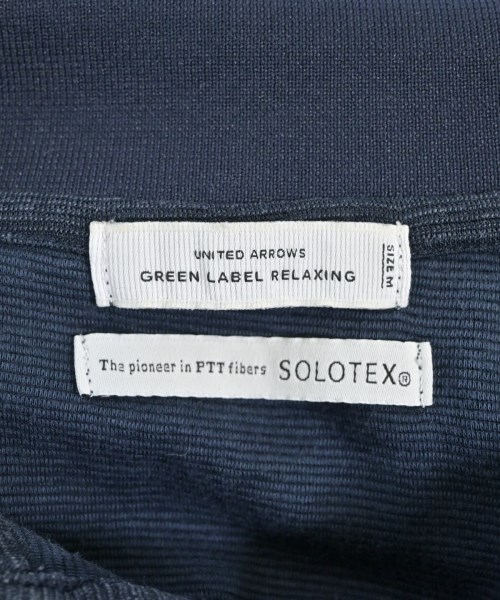 UNITED ARROWS
GREEN LABEL RELAXING
SIZE M
The pioneer in PTT fibers SOLOTEX®